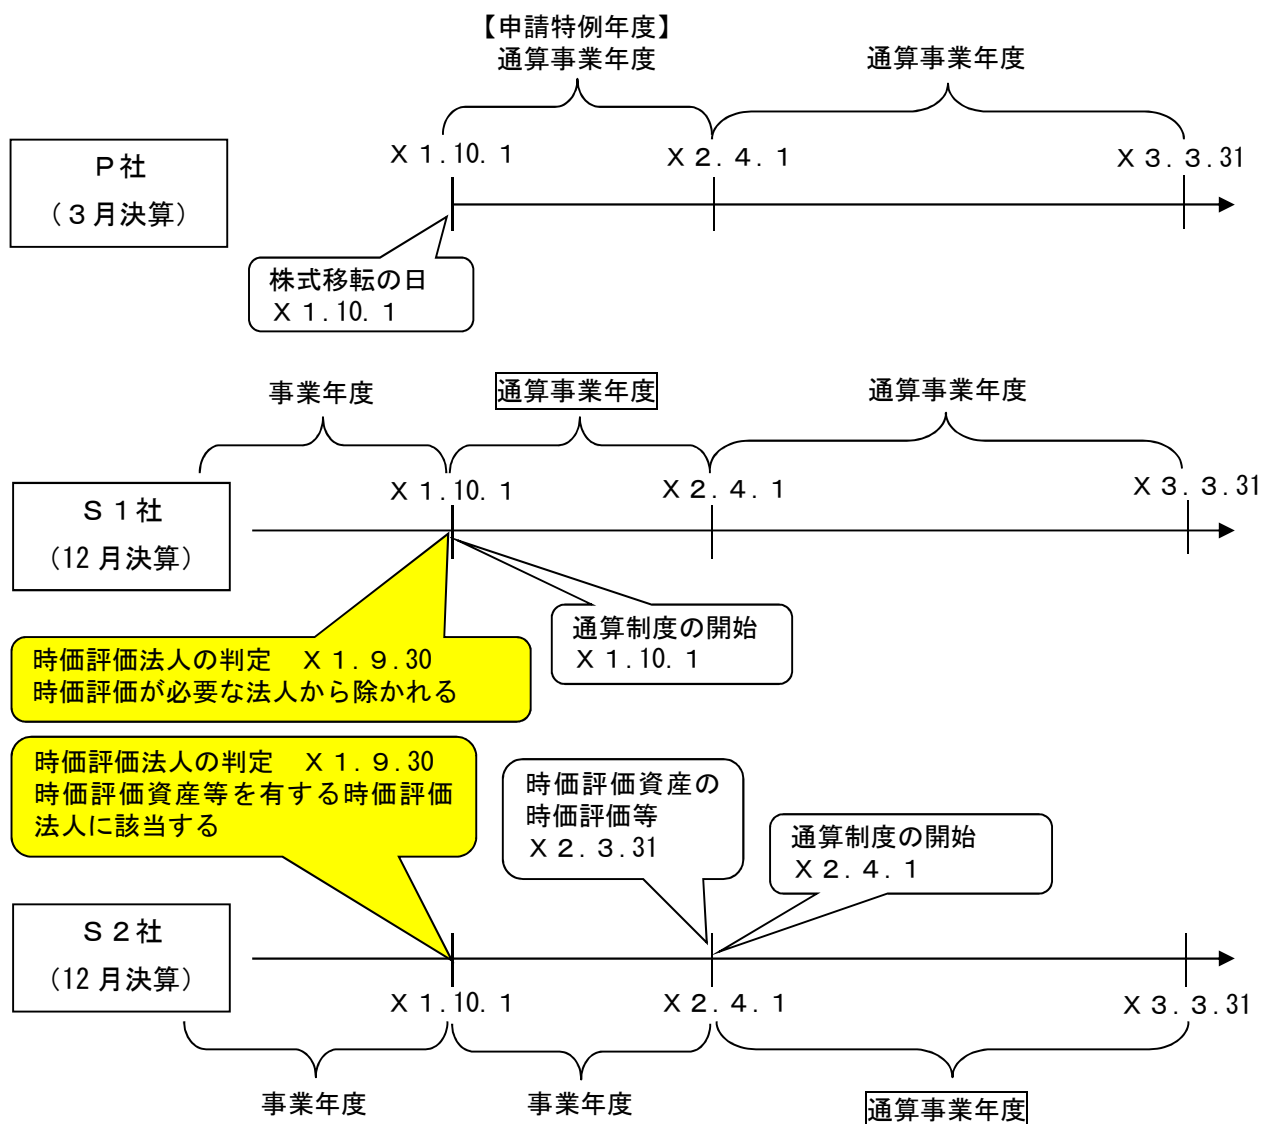 【申請特例年度】
通算事業年度
通算事業年度
P社
（3月決算）
Ｘ１.10.１
Ｘ２.４.１
Ｘ３.３.31
株式移転の日
Ｘ１.10.１
事業年度
通算事業年度
通算事業年度
Ｓ１社
（12月決算）
Ｘ１.10.１
Ｘ２.４.１
Ｘ３.３.31
時価評価法人の判定　Ｘ１.９.30
時価評価が必要な法人から除かれる
通算制度の開始
Ｘ１.10.１
時価評価法人の判定　Ｘ１.９.30
時価評価資産等を有する時価評価
法人に該当する
時価評価資産の
時価評価等
Ｘ２.３.31
通算制度の開始
Ｘ２.４.１
Ｓ２社
（12月決算）
Ｘ１.10.１
Ｘ２.４.１
Ｘ３.３.31
事業年度
事業年度
通算事業年度